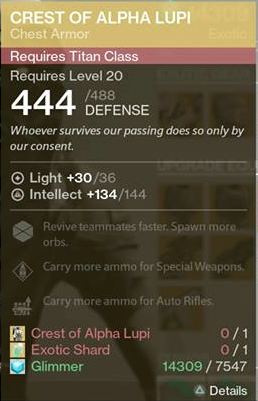 CREST OF ALPHA LUPI
Chest Armor Exotic
Requires Titan Class
Requires Level 20
444 /488
DEFENSE
Whoever survives our passing does so only by
our consent.
Light +30/36
Intellect +134/144
Revive teammates faster. Spawn more
orbs.
Carry more ammo for Special Weapons.
Carry more ammo for Auto Rifles.
Crest of Alpha Lupi 0 / 1
Exotic Shard 0 / 1
Glimmer 14309 / 7547
Details